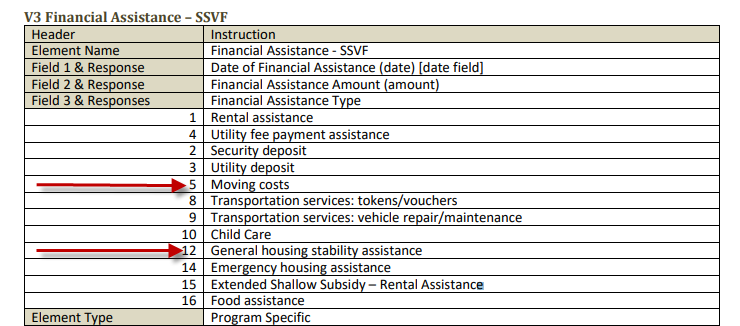 V3 Financial Assistance – SSVF
Header Instruction
Element Name Financial Assistance - SSVF
Field 1 & Response Date of Financial Assistance (date) [date field]
Field 2 & Response Financial Assistance Amount (amount)
Field 3 & Responses Financial Assistance Type
1 Rental assistance
4 Utility fee payment assistance
2 Security deposit
3 Utility deposit
5 Moving costs
8 Transportation services: tokens/vouchers
9 Transportation services: vehicle repair/maintenance
10 Child Care
12 General housing stability assistance
14 Emergency housing assistance
15 Extended Shallow Subsidy – Rental Assistance
16 Food assistance
Element Type Program Specific